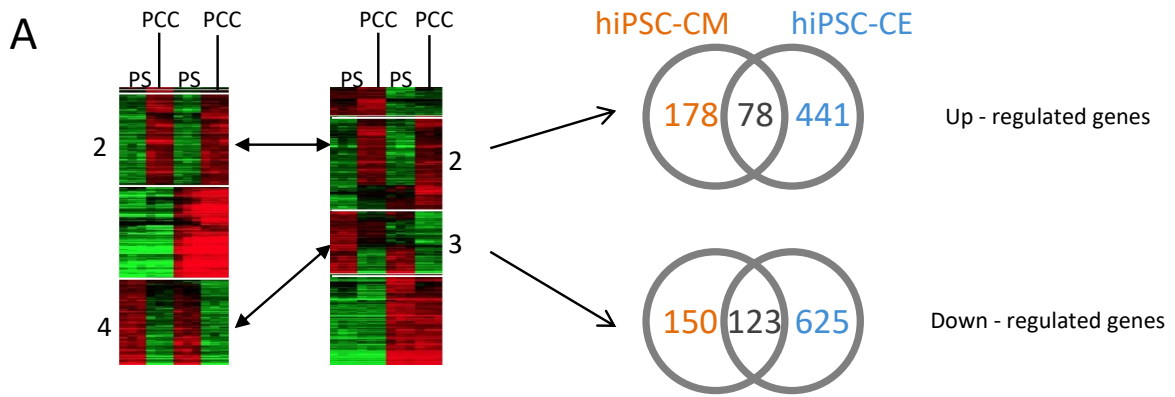 A
PCC PCC
PS PS
PCC PCC
PS PS
2
4
2
3
hiPSC-CM hiPSC-CE
178 78 441
Up - regulated genes
150 123 625
Down - regulated genes